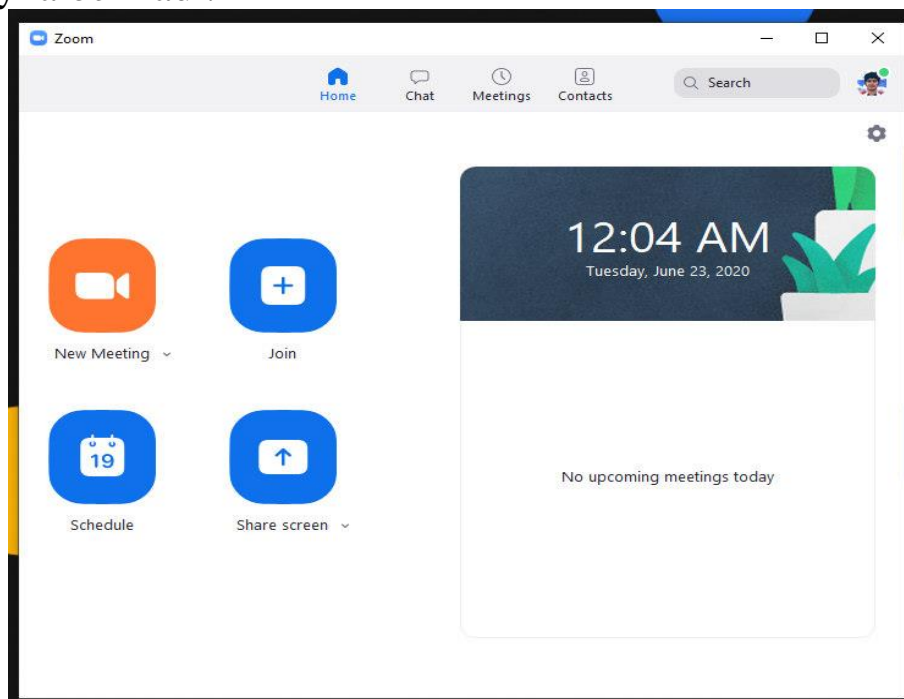 Zoom
Home
Chat
Meetings
Contacts
Search
12:04 AM
Tuesday, June 23, 2020
New Meeting
Join
19
Schedule
Share screen
No upcoming meetings today